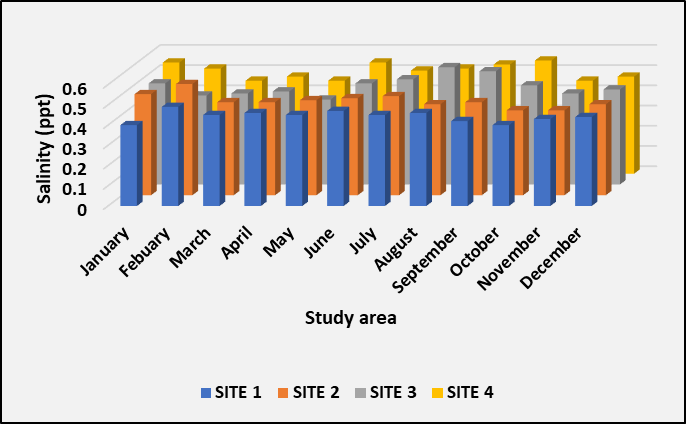 Salinity (ppt)
0.6
0.5
0.4
0.3
0.2
0.1
0
January
Febuary
March
April
May
June
July
August
September
October
November
December
Study area
SITE 1
SITE 2
SITE 3
SITE 4